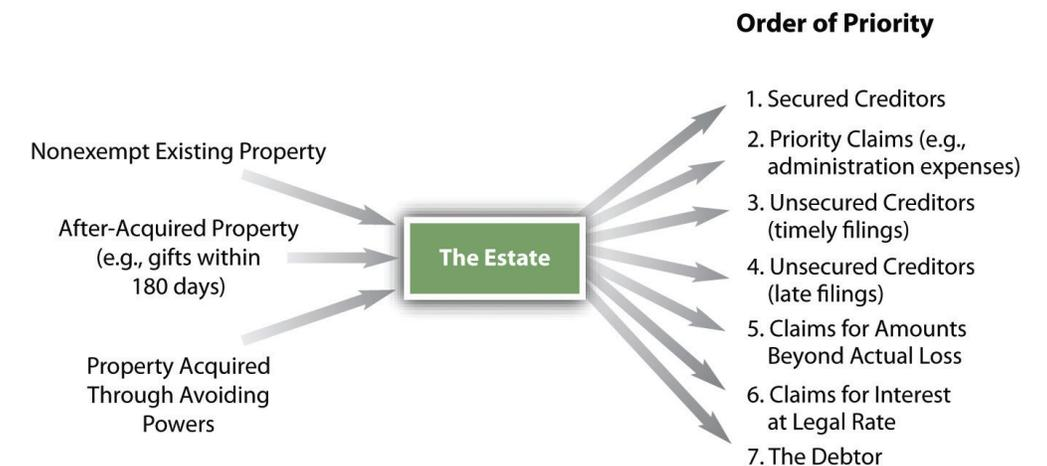 Order of Priority
Nonexempt Existing Property
After-Acquired Property
(e.g., gifts within
180 days)
Property Acquired
Through Avoiding
Powers
The Estate
1. Secured Creditors
2. Priority Claims (e.g.,
administration expenses)
3. Unsecured Creditors
(timely filings)
4. Unsecured Creditors
(late filings)
5. Claims for Amounts
Beyond Actual Loss
6. Claims for Interest
at Legal Rate
7. The Debtor